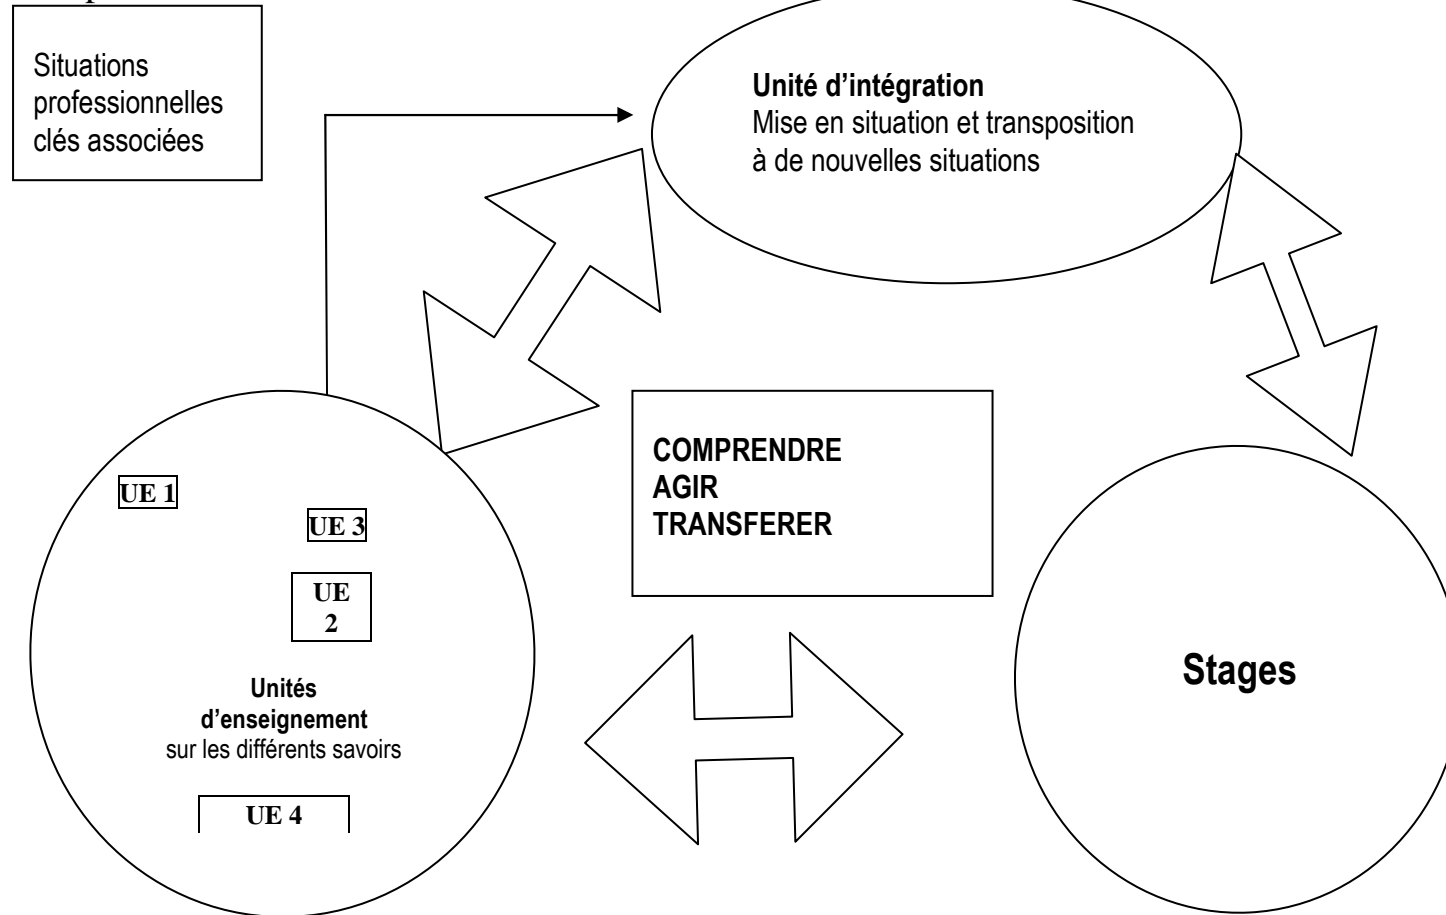 Situations
professionnelles
clés associées
Unité d’intégration
Mise en situation et transposition
à de nouvelles situations
COMPRENDRE
AGIR
TRANSFERER
UE 1
UE 3
UE
2
Unités
d’enseignement
sur les différents savoirs
UE 4
Stages